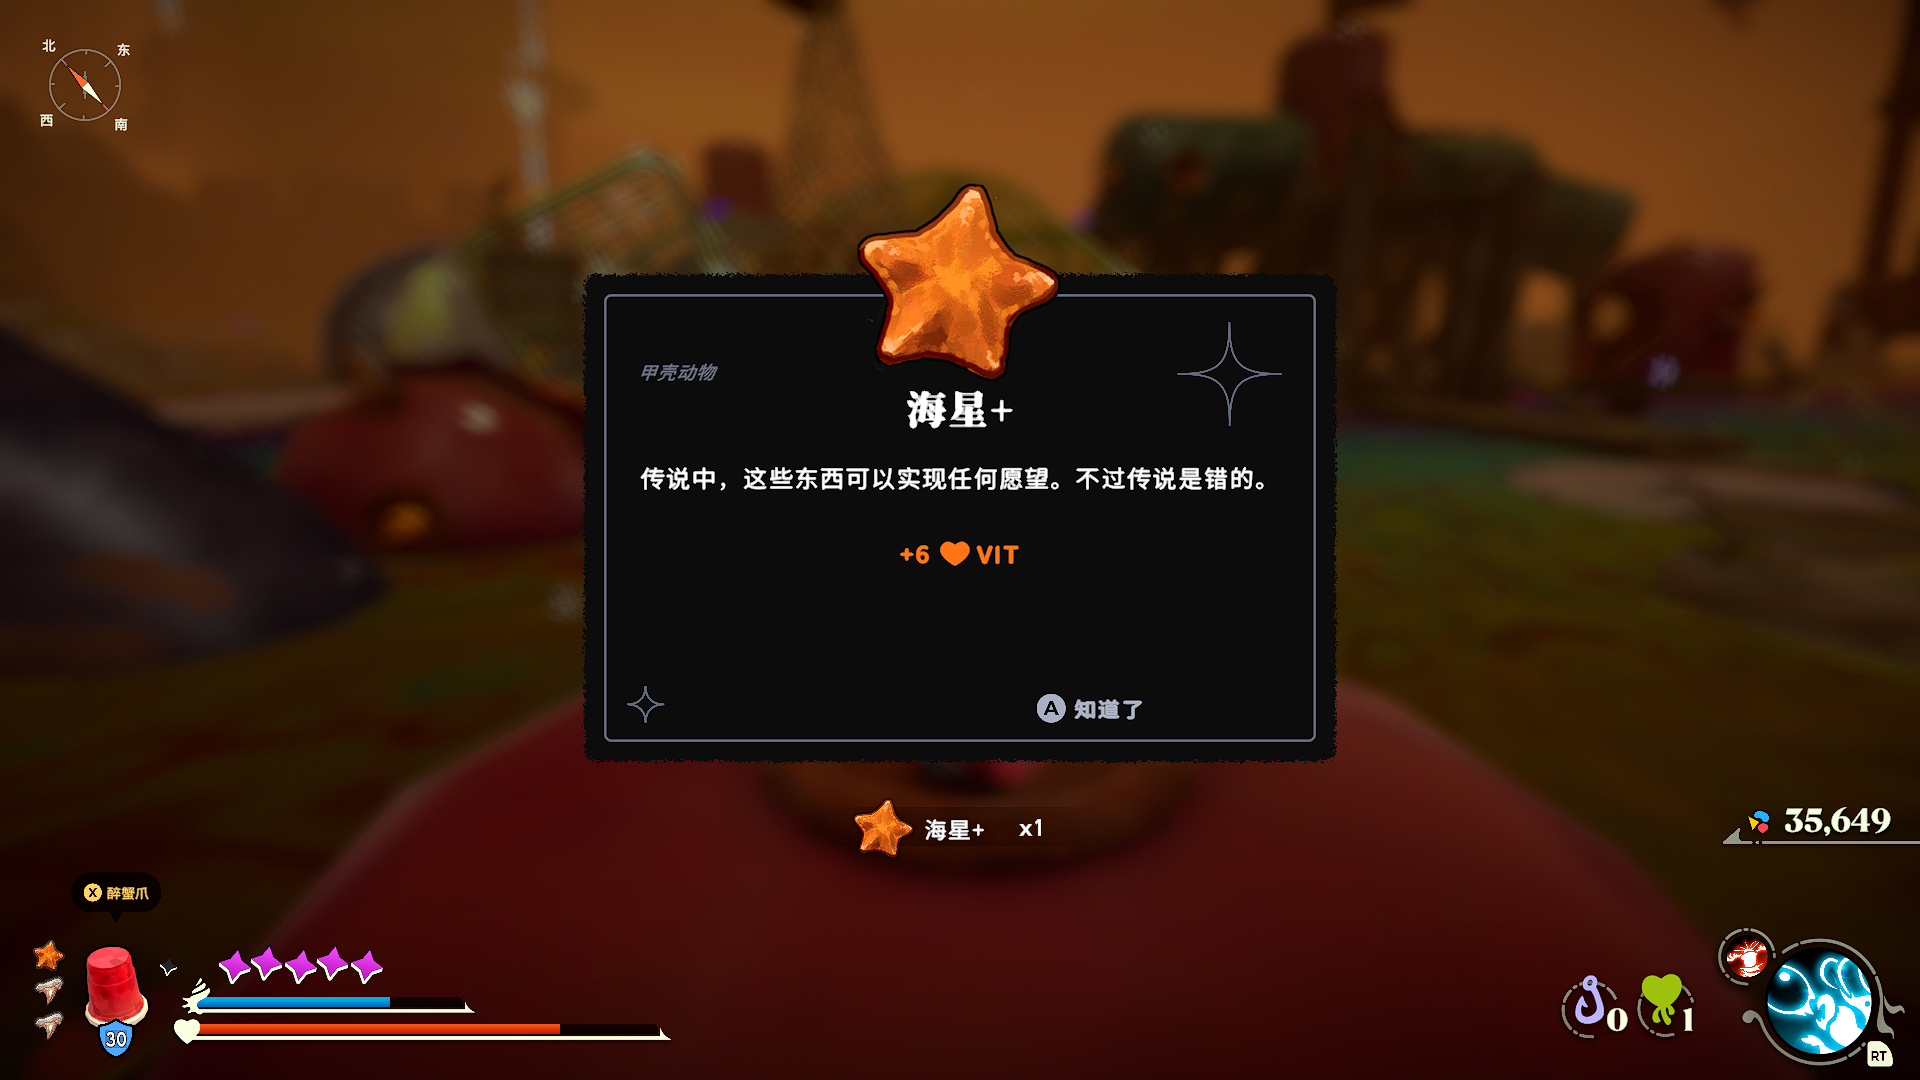 北
东
西
南
甲壳动物
海星+
传说中，这些东西可以实现任何愿望。不过传说是错的。
+6 VIT
A 知道了
海星+ x1
35,649
X 醉蟹爪
30
0
1
RT